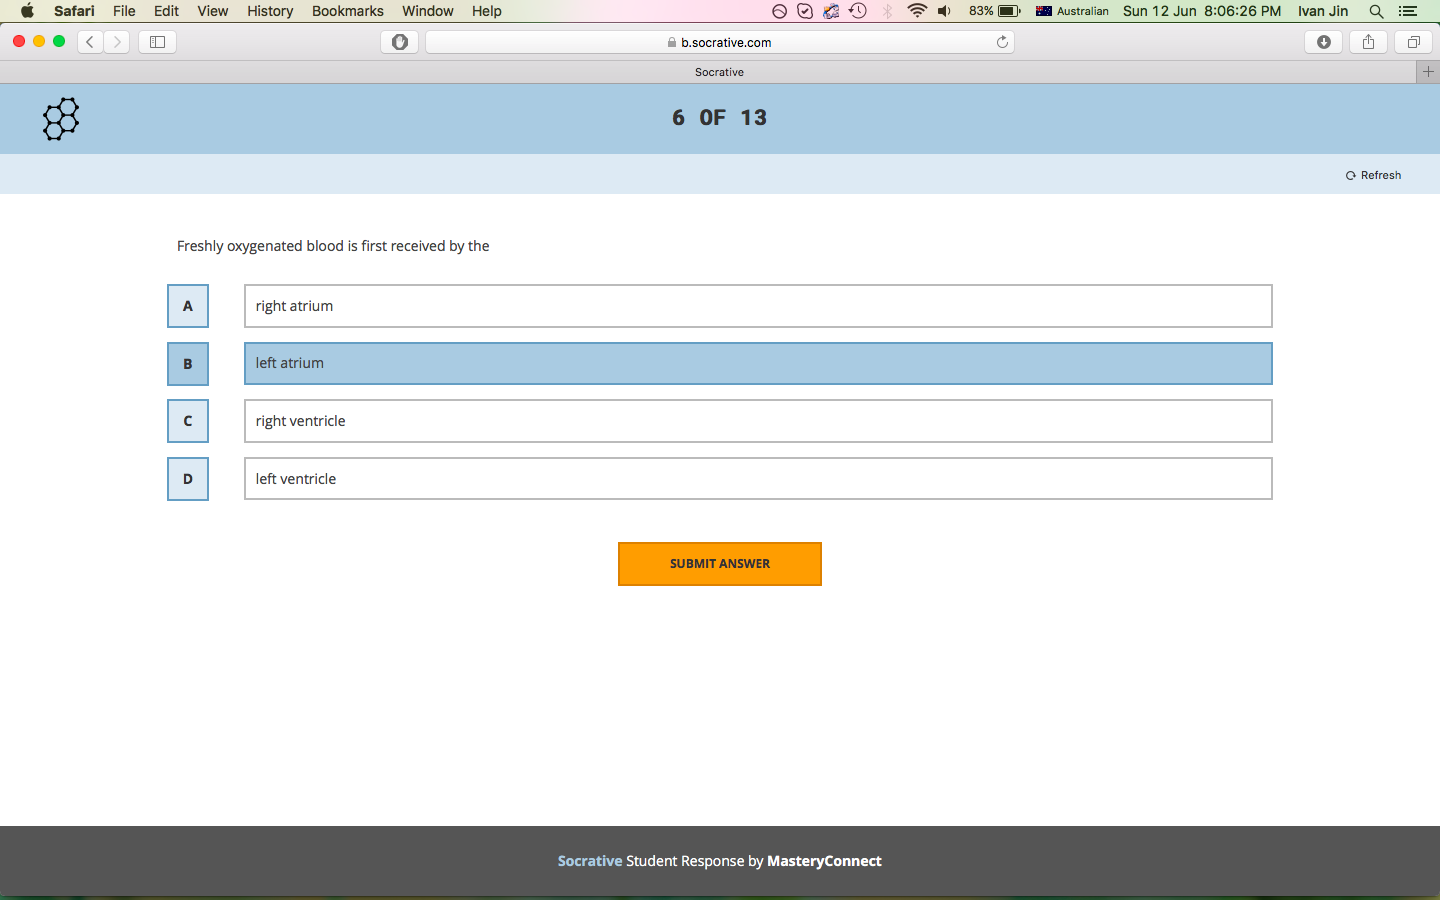 Safari File Edit View History Bookmarks Window Help 83% Australian Sun 12 Jun 8:06:26 PM Ivan Jin
b.socrative.com
Socrative
6 OF 13
Refresh
Freshly oxygenated blood is first received by the
A right atrium
B left atrium
C right ventricle
D left ventricle
SUBMIT ANSWER
Socrative Student Response by MasteryConnect